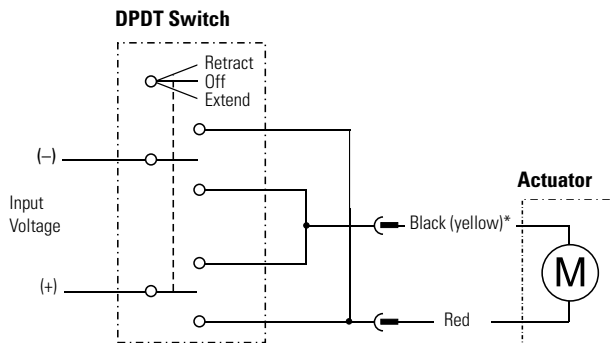 DPDT Switch
Retract
Off
Extend
(–)
Input
Voltage
(+)
Actuator
Black (yellow)*
M
Red